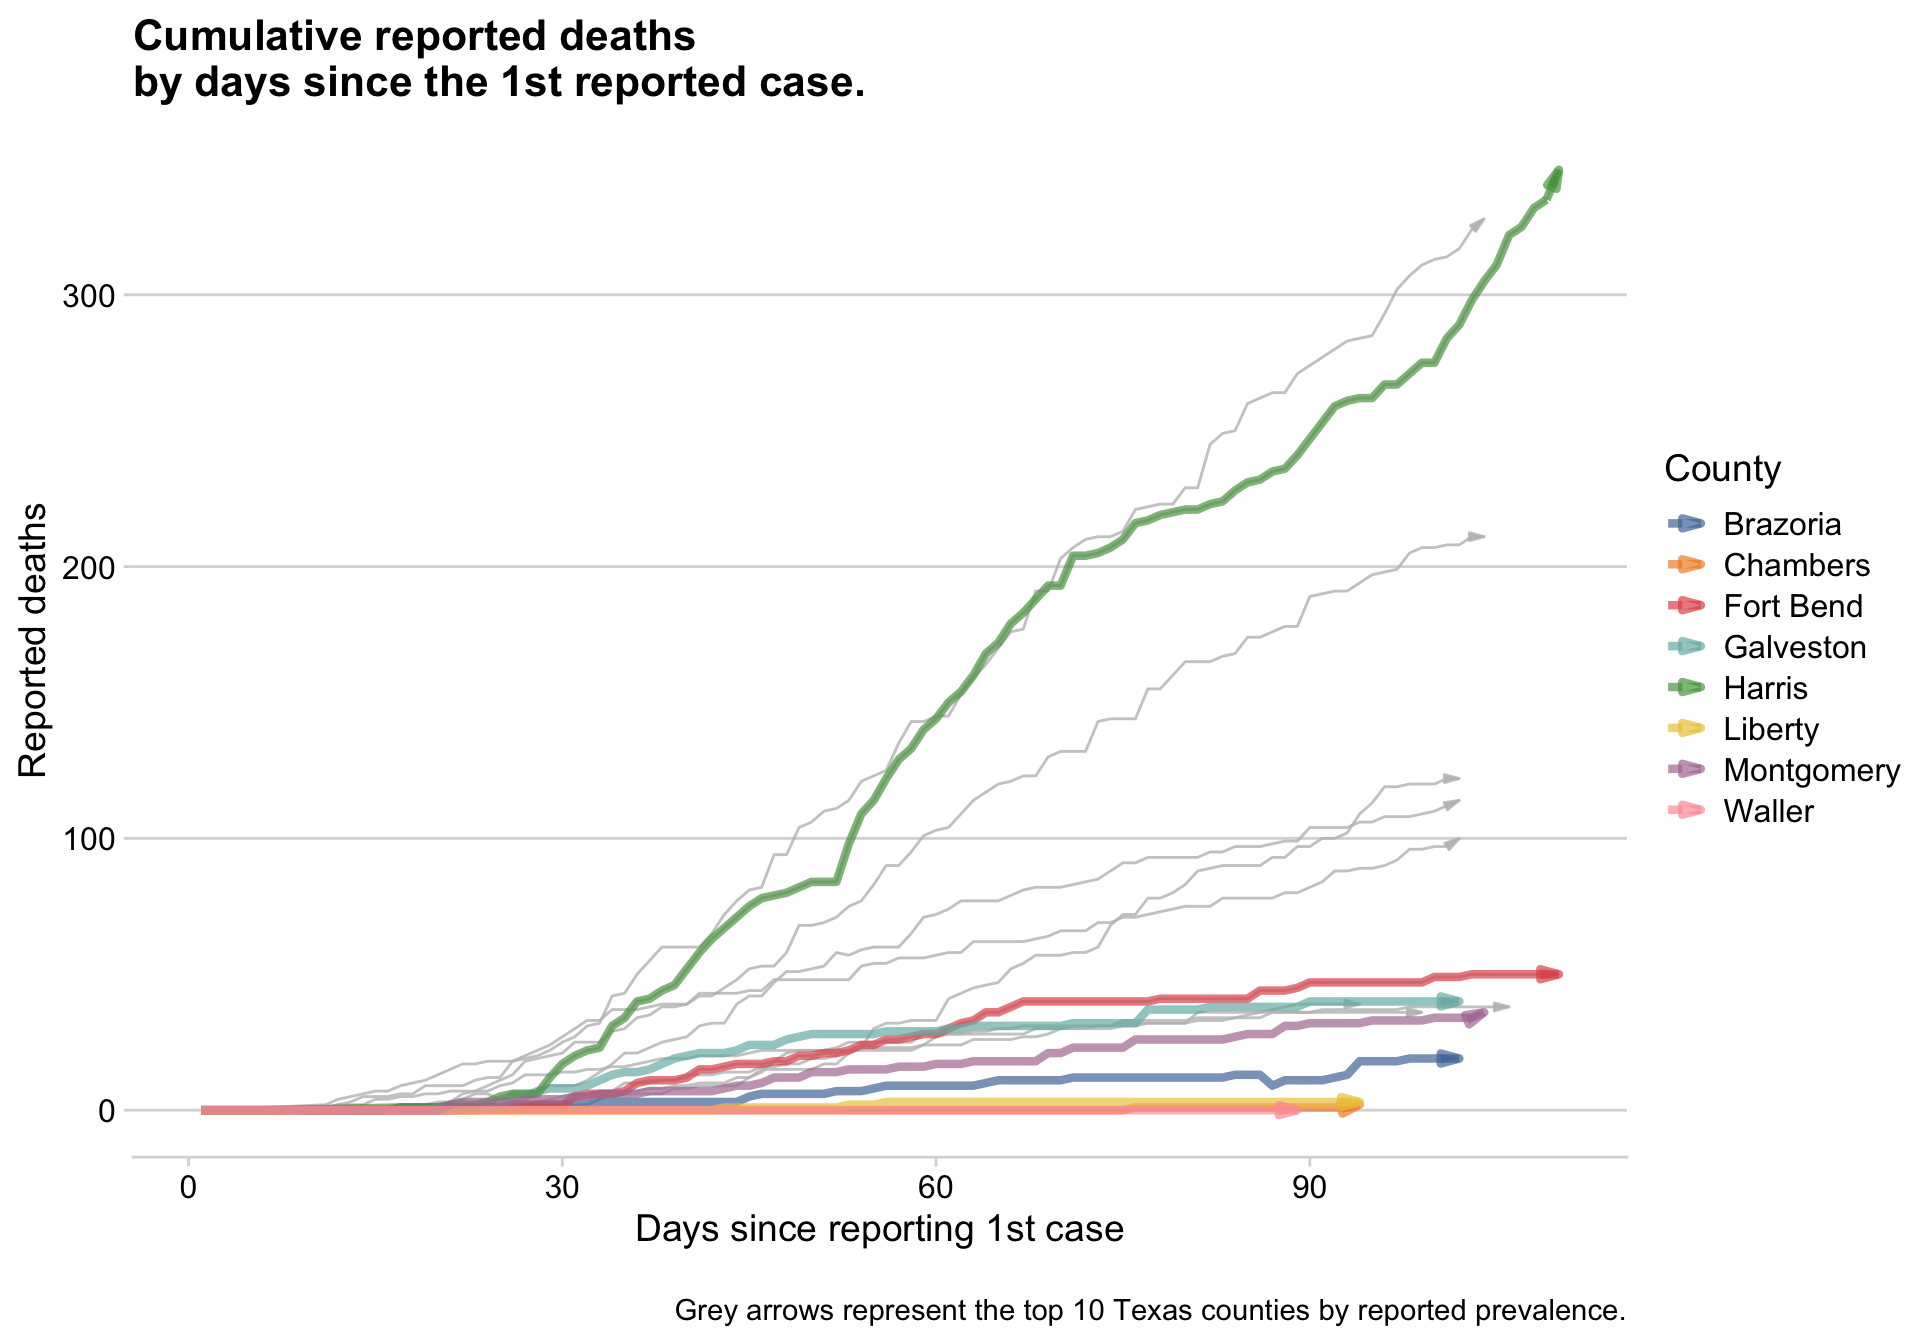 Cumulative reported deaths
by days since the 1st reported case.
Reported deaths
300
200
100
0
0
30
60
90
Days since reporting 1st case
County
Brazoria
Chambers
Fort Bend
Galveston
Harris
Liberty
Montgomery
Waller
Grey arrows represent the top 10 Texas counties by reported prevalence.